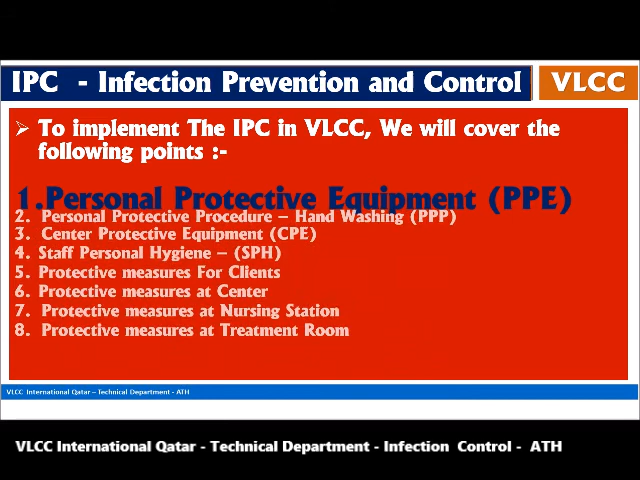 IPC - Infection Prevention and Control
VLCC
➢ To implement The IPC in VLCC, We will cover the
following points :-
1.Personal Protective Equipment (PPE)
2. Personal Protective Procedure – Hand Washing (PPP)
3. Center Protective Equipment (CPE)
4. Staff Personal Hygiene – (SPH)
5. Protective measures For Clients
6. Protective measures at Center
7. Protective measures at Nursing Station
8. Protective measures at Treatment Room
VLCC International Qatar – Technical Department - ATH
VLCC International Qatar - Technical Department - Infection Control - ATH